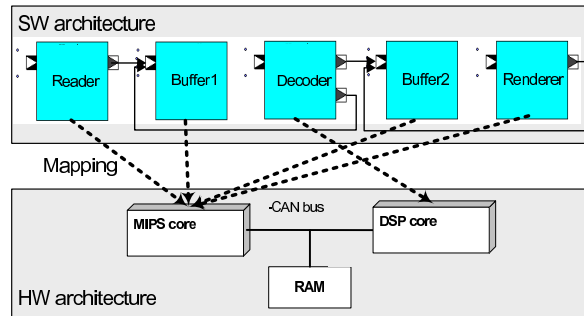 SW architecture
Reader
Buffer1
Decoder
Buffer2
Renderer
Mapping
-CAN bus
MIPS core
DSP core
RAM
HW architecture